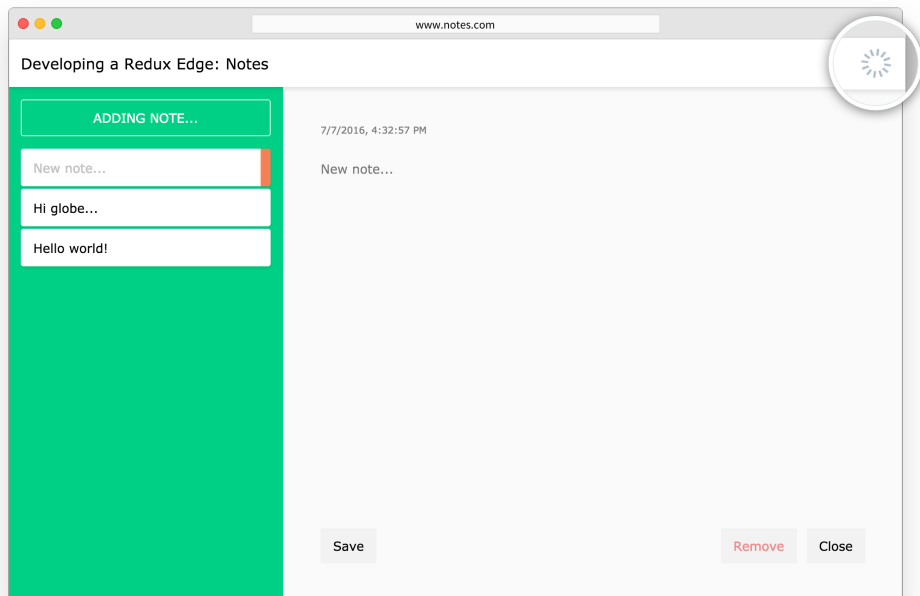 www.notes.com
Developing a Redux Edge: Notes
ADDING NOTE...
New note...
Hi globe...
Hello world!
7/7/2016, 4:32:57 PM
New note...
Save
Remove
Close